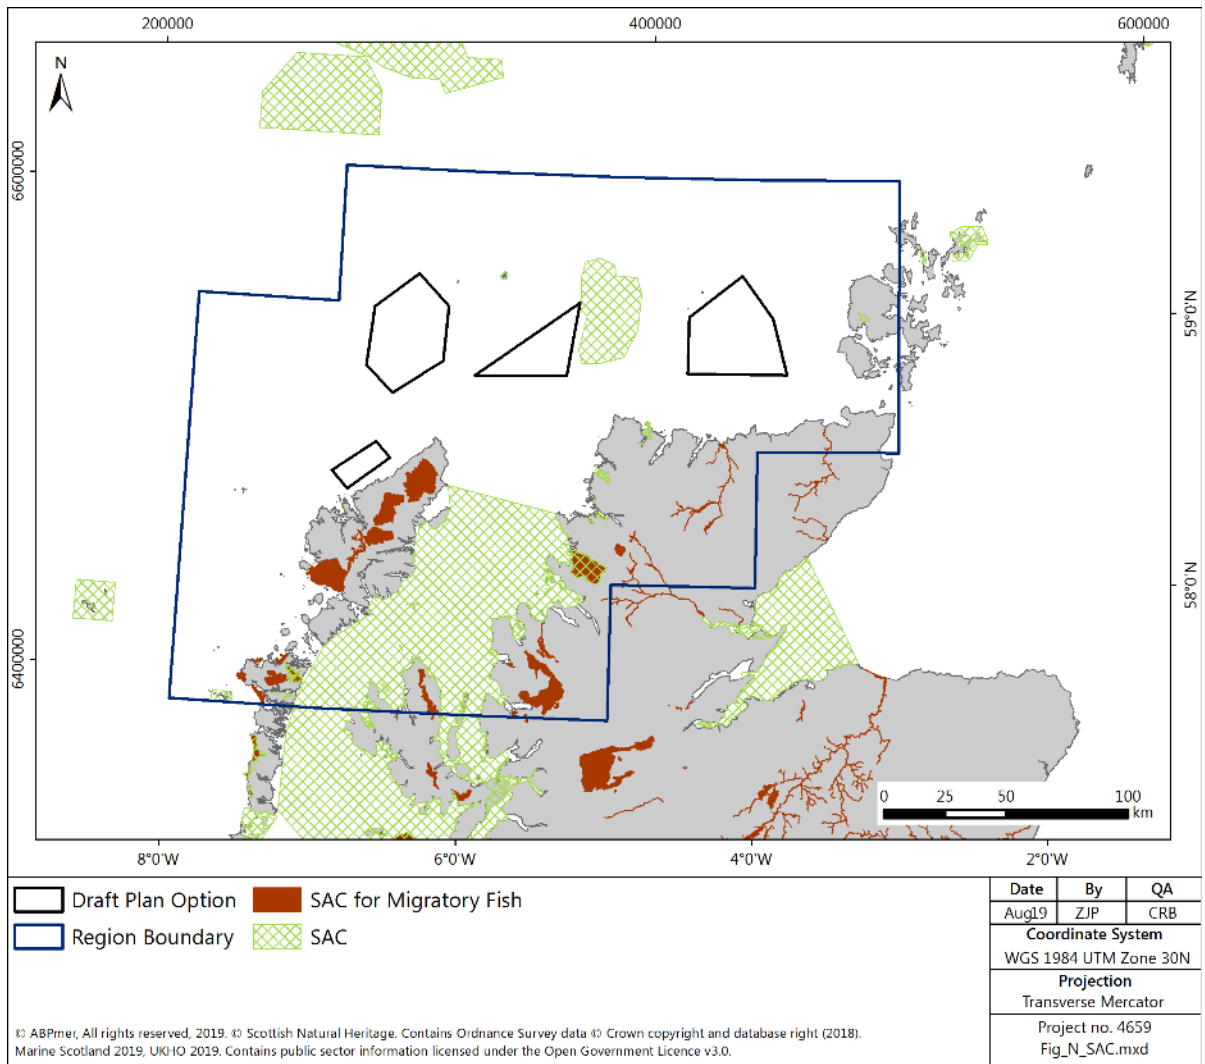 200000 400000 600000
N
6600000
6400000
59°0'N
58°0'N
0 25 50 100
km
8°0'W 6°0'W 4°0'W 2°0'W
Draft Plan Option SAC for Migratory Fish
Region Boundary SAC
Date By QA
Aug19 ZJP CRB
Coordinate System
WGS 1984 UTM Zone 30N
Projection
Transverse Mercator
Project no. 4659
Fig_N_SAC.mxd
© ABPmer, All rights reserved, 2019. © Scottish Natural Heritage. Contains Ordnance Survey data © Crown copyright and database right (2018).
Marine Scotland 2019, UKHO 2019. Contains public sector information licensed under the Open Government Licence v3.0.